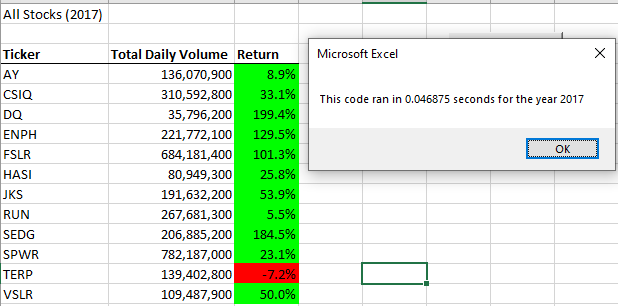 All Stocks (2017)
Ticker Total Daily Volume Return
AY 136,070,900 8.9%
CSIQ 310,592,800 33.1%
DQ 35,796,200 199.4%
ENPH 221,772,100 129.5%
FSLR 684,181,400 101.3%
HASI 80,949,300 25.8%
JKS 191,632,200 53.9%
RUN 267,681,300 5.5%
SEDG 206,885,200 184.5%
SPWR 782,187,000 23.1%
TERP 139,402,800 -7.2%
VSLR 109,487,900 50.0%
Microsoft Excel
This code ran in 0.046875 seconds for the year 2017
OK